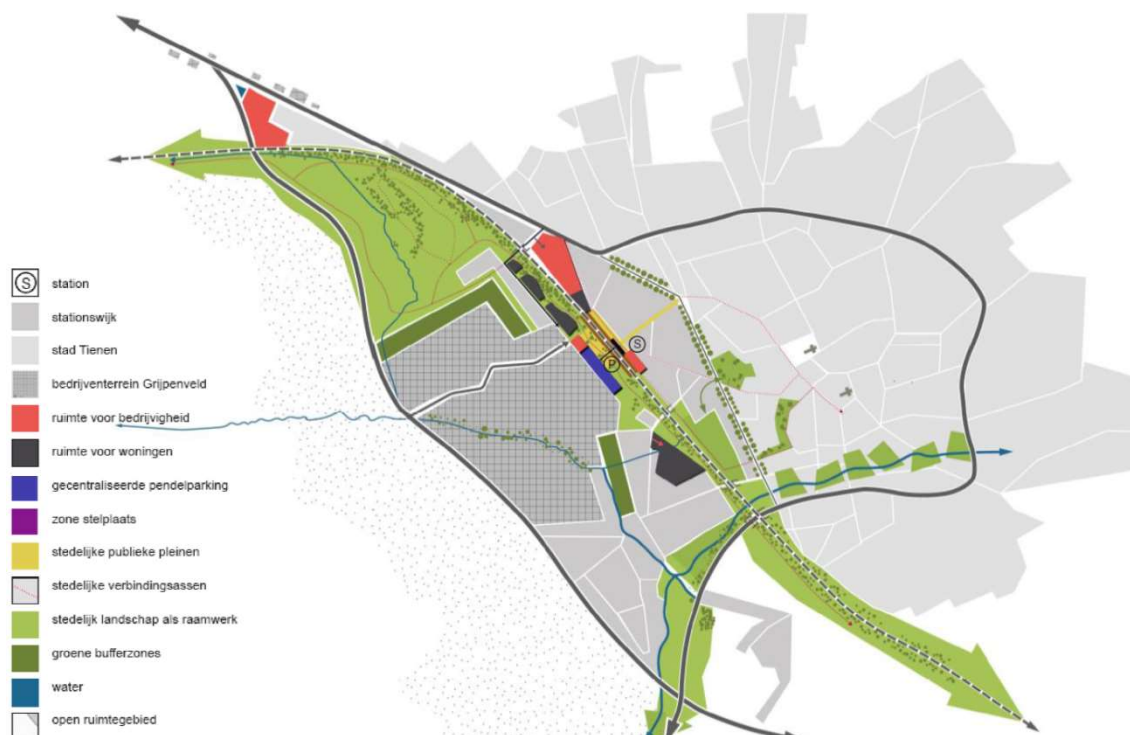 S
station
stationswijk
stad Tienen
bedrijventerrein Grijpenveld
ruimte voor bedrijvigheid
ruimte voor woningen
gecentraliseerde pendelparking
zone stelplaats
stedelijke publieke pleinen
stedelijke verbindingsassen
stedelijk landschap als raamwerk
groene bufferzones
water
open ruimtegebied
S
P